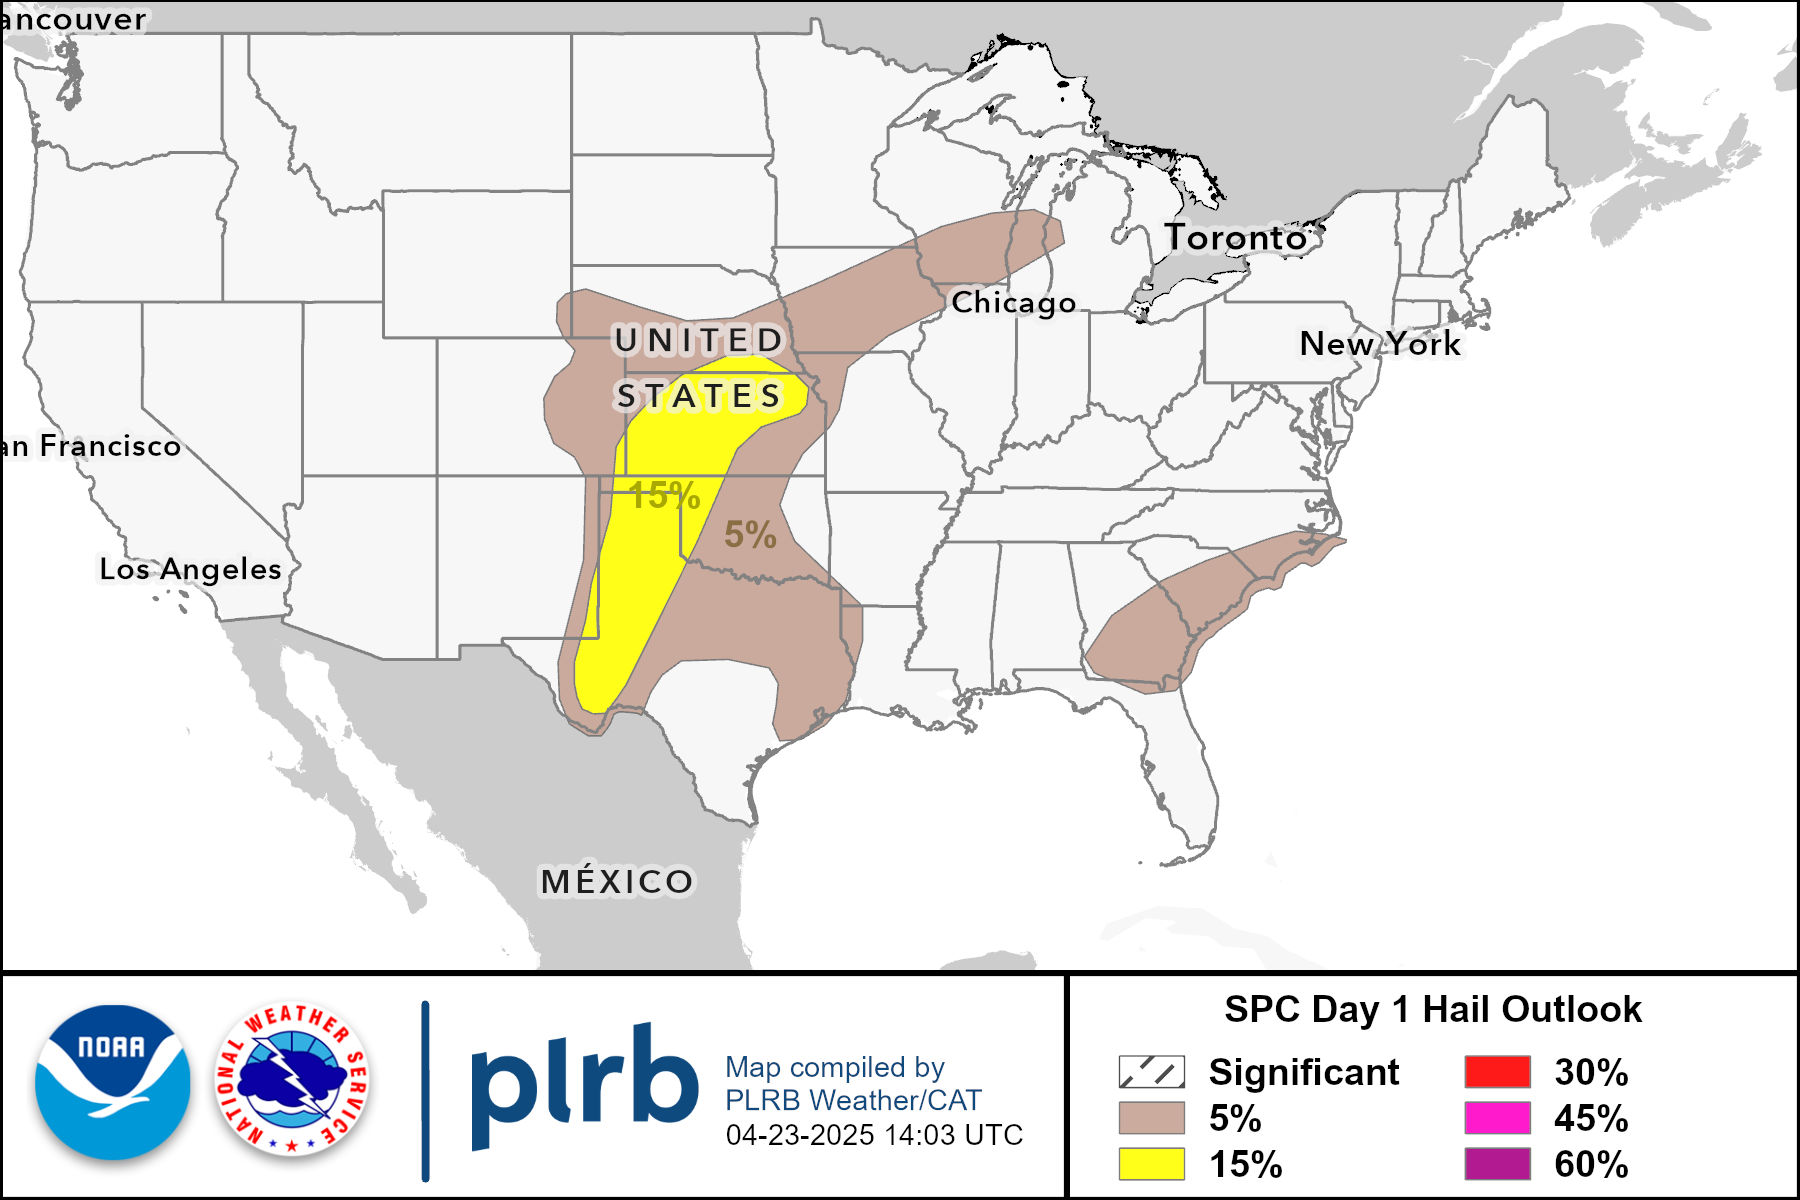 ancouver
Toronto
Chicago
UNITED
STATES
New York
an Francisco
15%
5%
Los Angeles
MÉXICO
NOAA
NATIONAL WEATHER SERVICE
plrb
Map compiled by
PLRB Weather/CAT
04-23-2025 14:03 UTC
SPC Day 1 Hail Outlook
Significant
5%
15%
30%
45%
60%